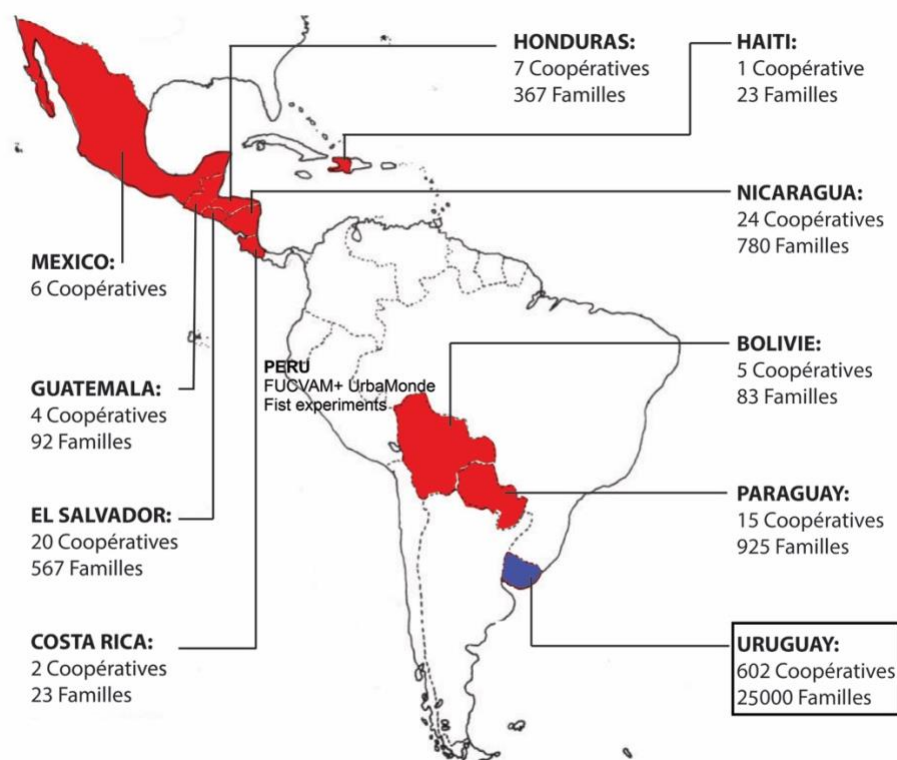 HONDURAS:
7 Coopératives
367 Familles
HAITI:
1 Coopérative
23 Familles
NICARAGUA:
24 Coopératives
780 Familles
MEXICO:
6 Coopératives
BOLIVIE:
5 Coopératives
83 Familles
PERU
FUCVAM+ UrbaMonde
Fist experiments
GUATEMALA:
4 Coopératives
92 Familles
PARAGUAY:
15 Coopératives
925 Familles
EL SALVADOR:
20 Coopératives
567 Familles
COSTA RICA:
2 Coopératives
23 Familles
URUGUAY:
602 Coopératives
25000 Familles